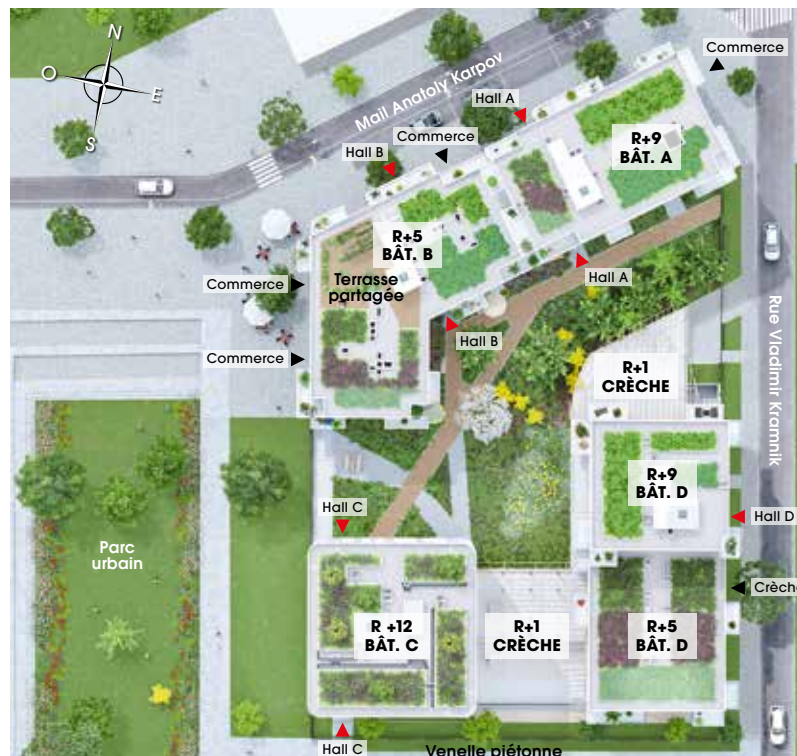 N
O
E
S
Mail Anatoly Karpov
Commerce
Hall A
Commerce
Hall B
R+9
BÂT. A
R+5
BÂT. B
Terrasse
partagée
Commerce
Hall A
Hall B
Commerce
R+1
CRÈCHE
Rue Vladimir Kramnik
R+9
BÂT. D
Hall C
Hall D
Parc
urbain
Crèche
R +12
BÂT. C
R+1
CRÈCHE
R+5
BÂT. D
Hall C
Venelle piétonne